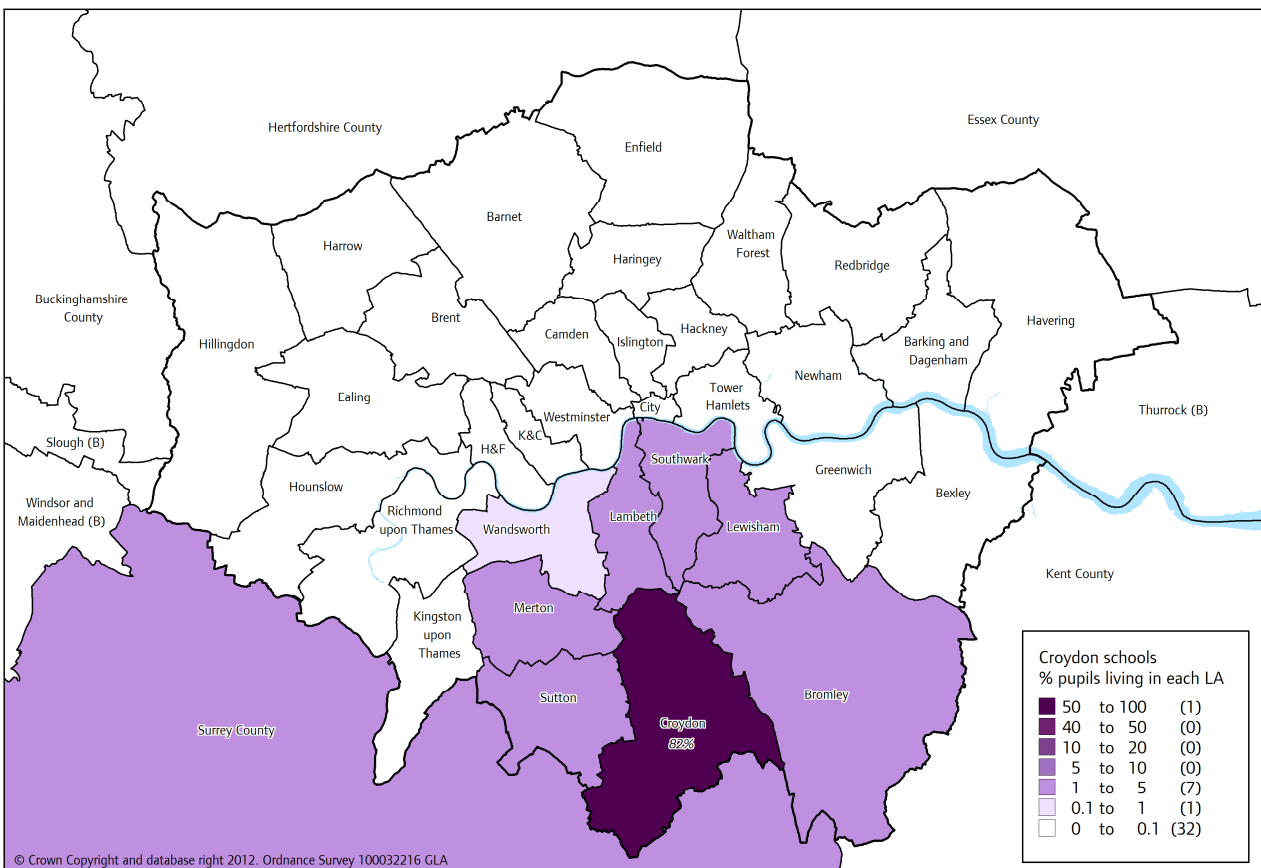 Hertfordshire County
Essex County
Enfield
Barnet
Waltham
Forest
Harrow
Haringey
Redbridge
Buckinghamshire
County
Brent
Hillingdon
Camden
Islington
Hackney
Havering
Barking and
Dagenham
Ealing
Newham
Tower
Hamlets
City
Westminster
K&C
H&F
Thurrock (B)
Slough (B)
Southwark
Greenwich
Hounslow
Bexley
Windsor and
Maidenhead (B)
Richmond
upon Thames
Wandsworth
Lambeth
Lewisham
Kent County
Merton
Kingston
upon
Thames
Sutton
Bromley
Croydon
82%
Surrey County
Croydon schools
% pupils living in each LA
50 to 100 (1)
40 to 50 (0)
10 to 20 (0)
5 to 10 (0)
1 to 5 (7)
0.1 to 1 (1)
0 to 0.1 (32)
© Crown Copyright and database right 2012. Ordnance Survey 100032216 GLA